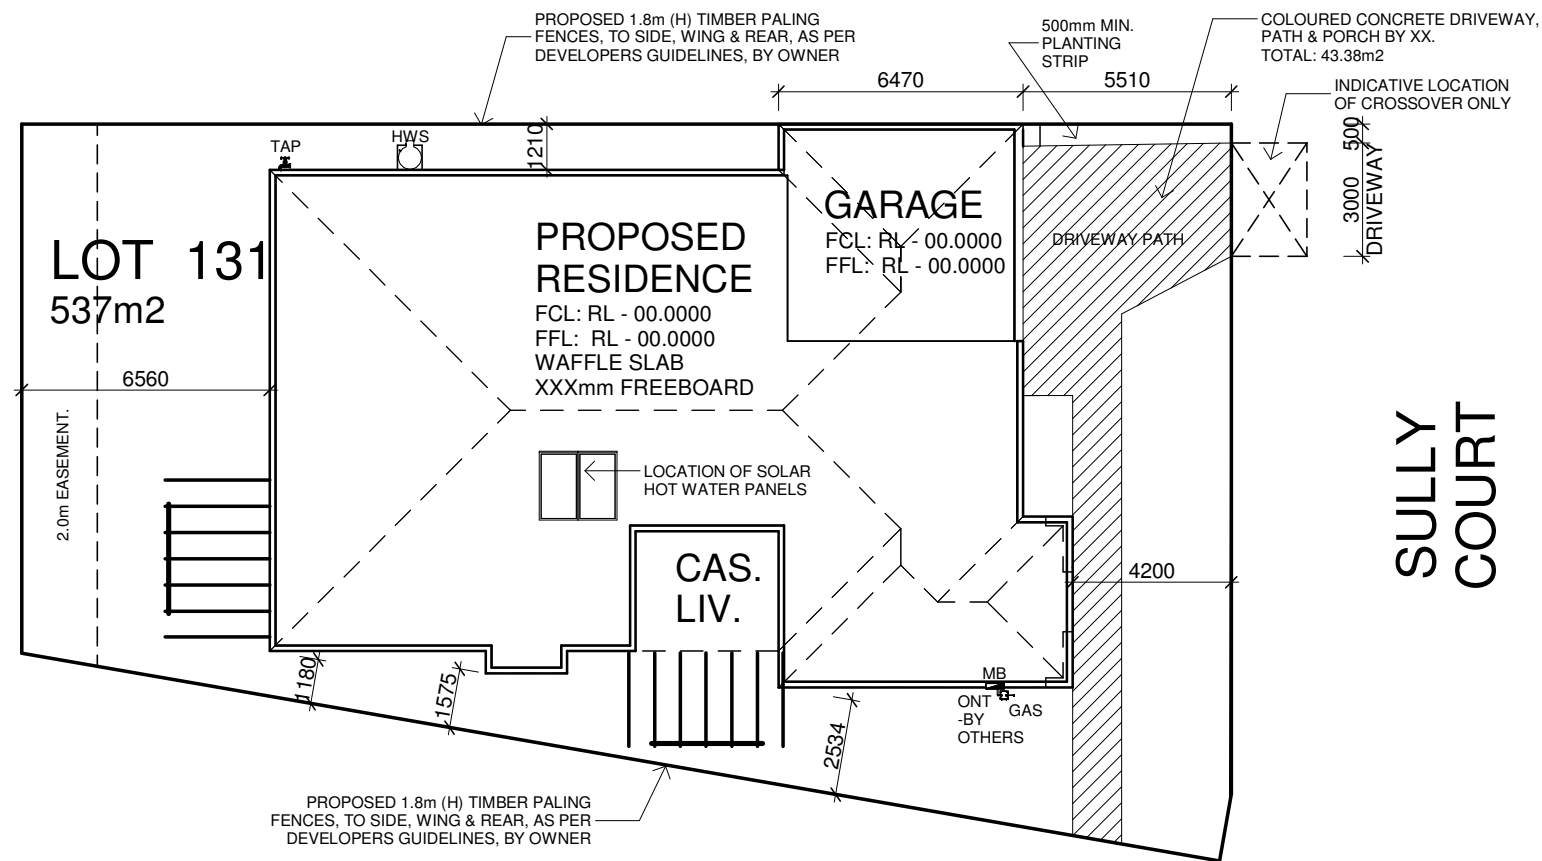 PROPOSED 1.8m (H) TIMBER PALING
FENCES, TO SIDE, WING & REAR, AS PER
DEVELOPERS GUIDELINES, BY OWNER
500mm MIN.
PLANTING
STRIP
COLOURED CONCRETE DRIVEWAY,
PATH & PORCH BY XX.
TOTAL: 43.38m2
6470
5510
INDICATIVE LOCATION
OF CROSSOVER ONLY
TAP
HWS
1210
500
3000
DRIVEWAY
GARAGE
FCL: RL - 00.0000
FFL: RL - 00.0000
DRIVEWAY PATH
LOT 131
537m2
PROPOSED
RESIDENCE
FCL: RL - 00.0000
FFL: RL - 00.0000
WAFFLE SLAB
XXXmm FREEBOARD
6560
2.0m EASEMENT.
LOCATION OF SOLAR
HOT WATER PANELS
SULLY
COURT
CAS.
LIV.
4200
1180
1575
2534
MB
ONT
-BY
OTHERS
GAS
PROPOSED 1.8m (H) TIMBER PALING
FENCES, TO SIDE, WING & REAR, AS PER
DEVELOPERS GUIDELINES, BY OWNER